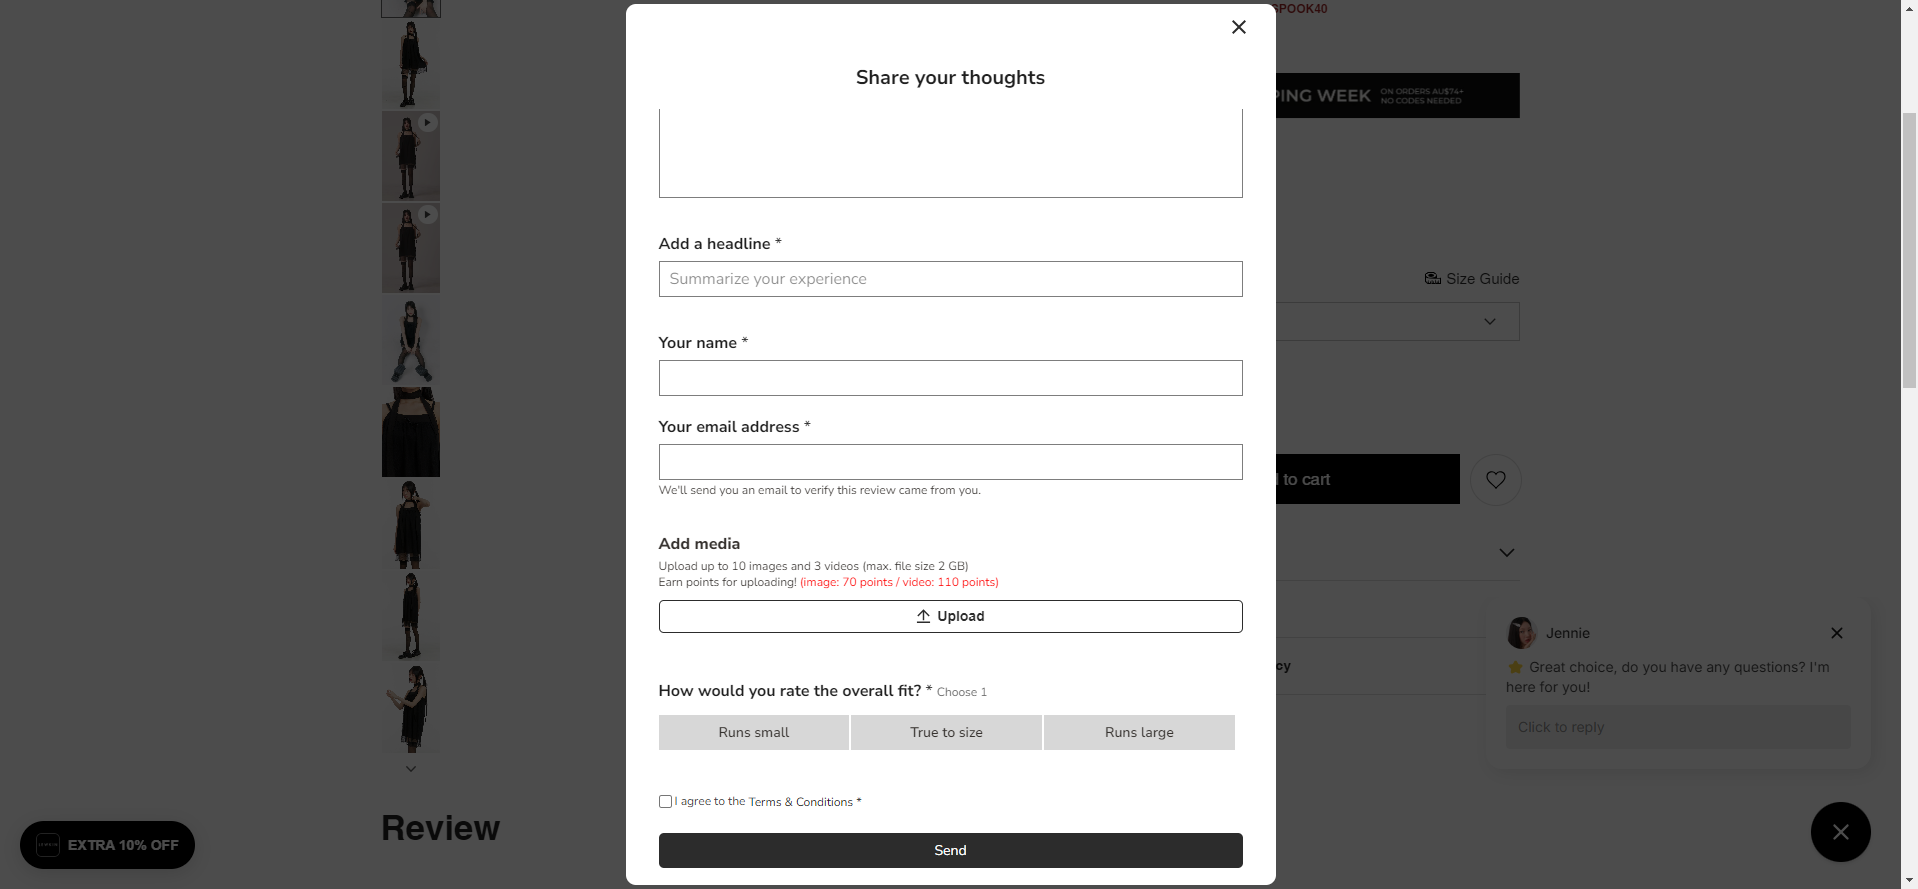 SPOOK40
Share your thoughts
PING WEEK
ON ORDERS AU$74+
NO CODES NEEDED
Add a headline *
Summarize your experience
Size Guide
Your name *
Your email address *
We'll send you an email to verify this review came from you.
to cart
Add media
Upload up to 10 images and 3 videos (max. file size 2 GB)
Earn points for uploading! (image: 70 points / video: 110 points)
Upload
How would you rate the overall fit? * Choose 1
Runs small
True to size
Runs large
cy
Jennie
⭐ Great choice, do you have any questions? I'm
here for you!
Click to reply
I agree to the Terms & Conditions *
Review
EXTRA 10% OFF
Send